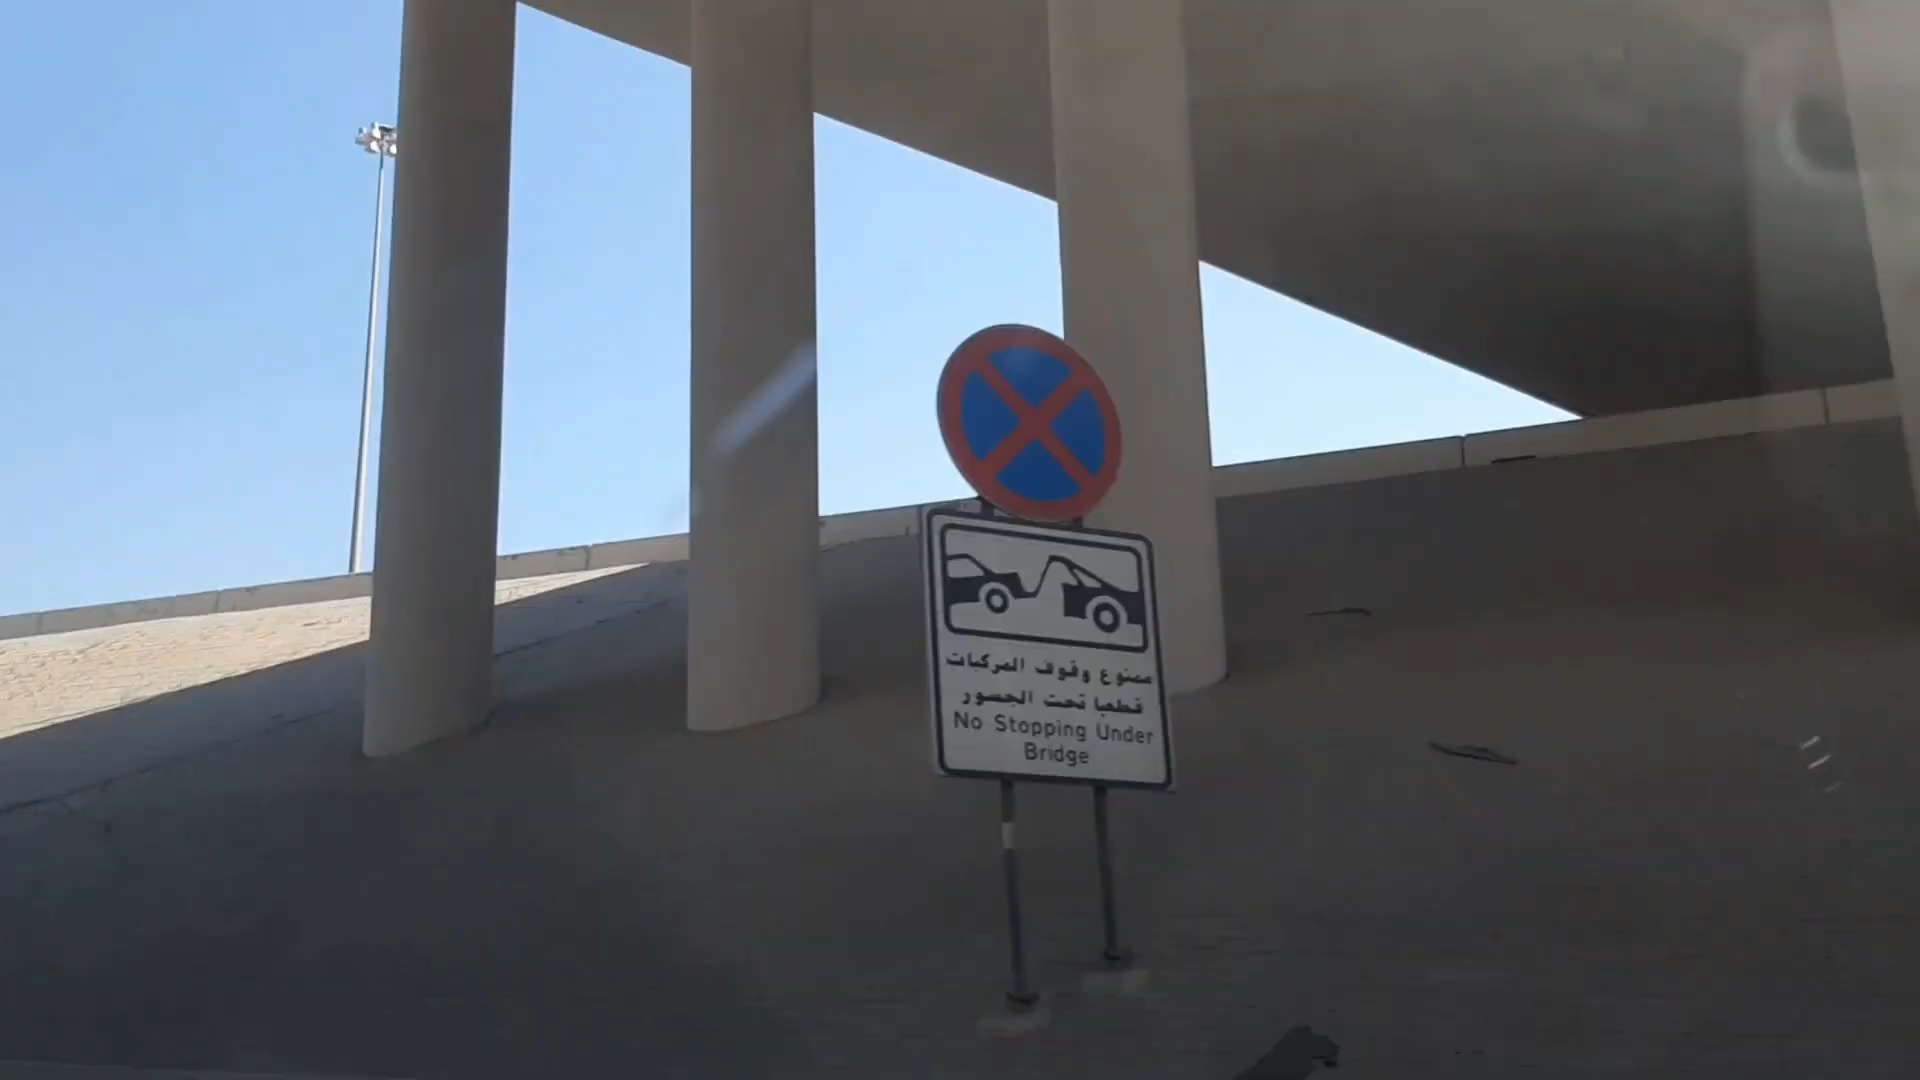 ممنوع وقوف المركبات
قطعيا تحت الجسور
No Stopping Under
Bridge